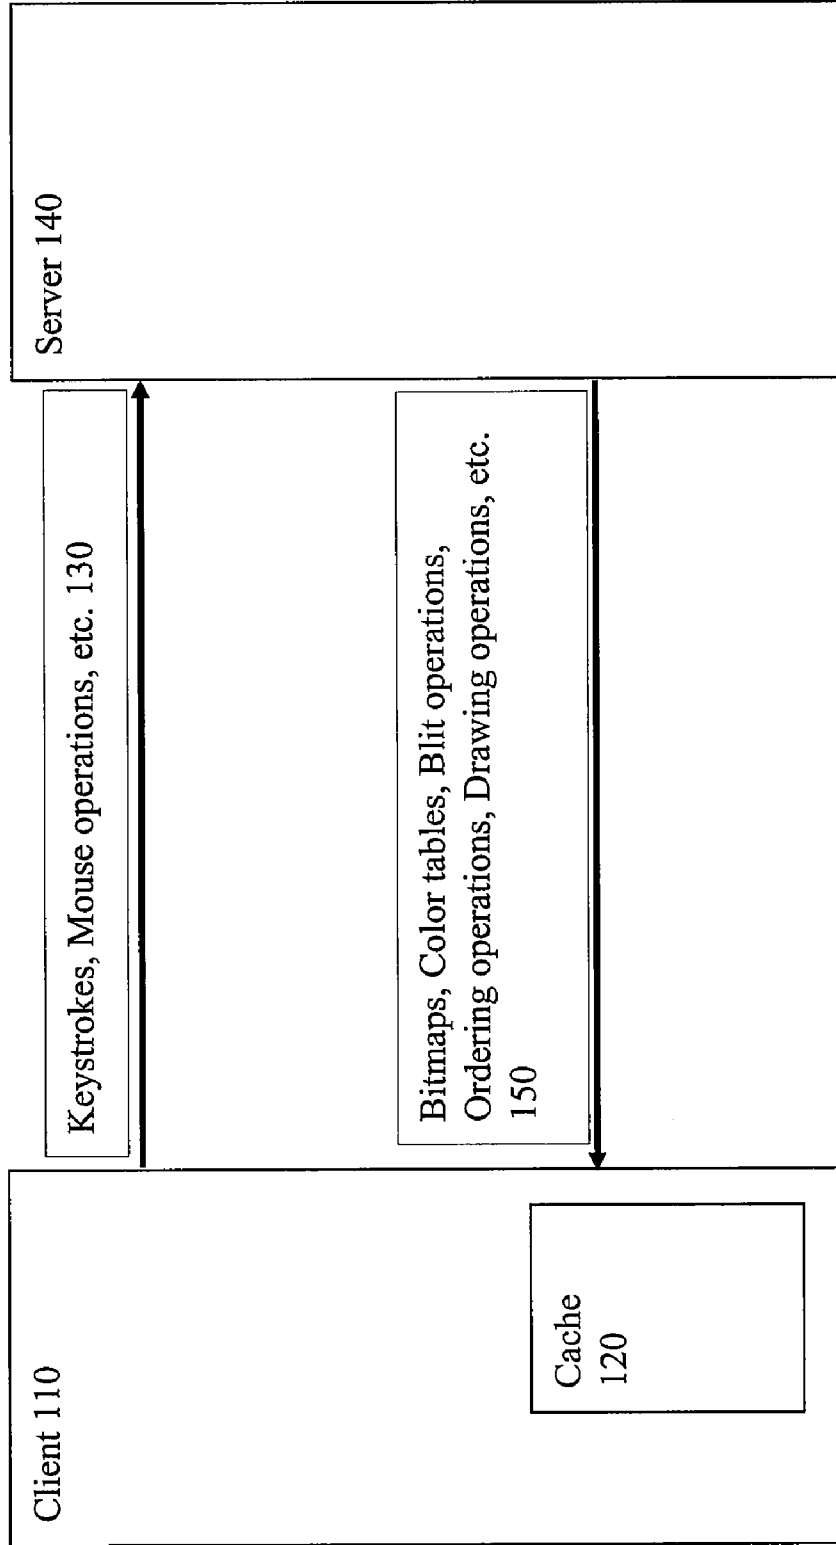 Client 110
Cache
120
Keystrokes, Mouse operations, etc. 130
Bitmaps, Color tables, Blit operations,
Ordering operations, Drawing operations, etc.
150
Server 140